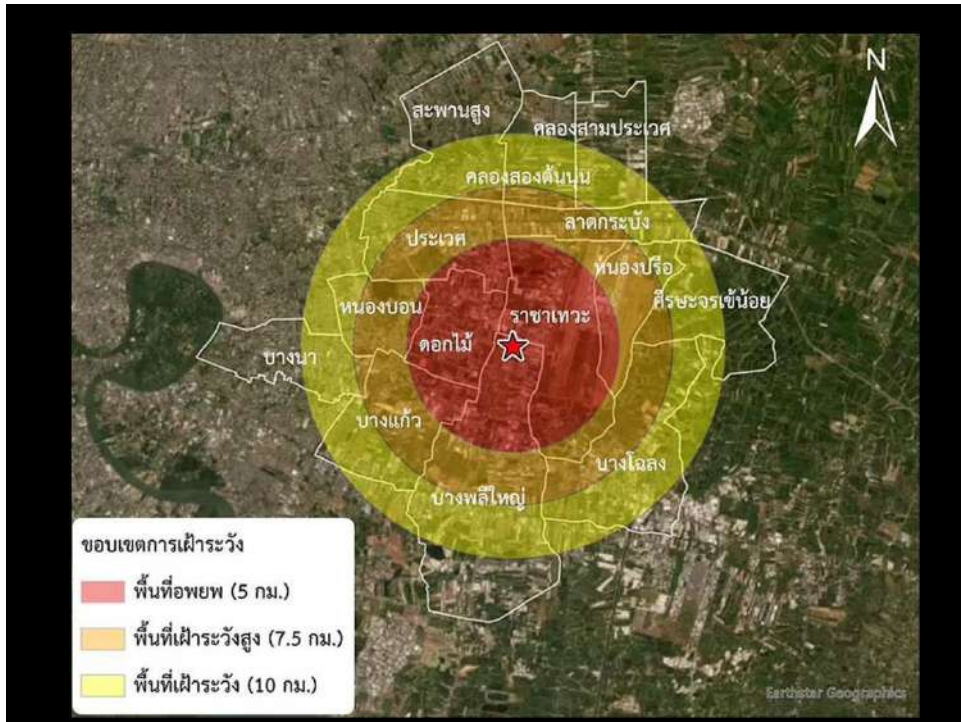 N
สะพานสูง
คลองสามประเวศ
คลองสองต้นนุ่น
ลาดกระบัง
ประเวศ
หนองปรือ
หนองบอน
ราชาเทวะ
ศีรษะจรเข้น้อย
ดอกไม้
บางนา
บางแก้ว
บางโฉลง
บางพลีใหญ่
ขอบเขตการเฝ้าระวัง
พื้นที่อพยพ (5 กม.)
พื้นที่เฝ้าระวังสูง (7.5 กม.)
พื้นที่เฝ้าระวัง (10 กม.)
Earthstar Geographics